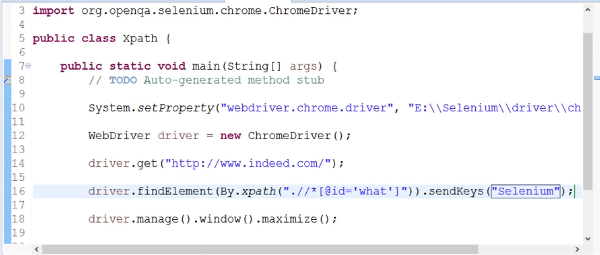 3 import org.openqa.selenium.chrome.ChromeDriver;
4
5 public class Xpath {
6
7 public static void main(String[] args) {
8 // TODO Auto-generated method stub
9
10 System.setProperty("webdriver.chrome.driver", "E:\\Selenium\\driver\\ch
11
12 WebDriver driver = new ChromeDriver();
13
14 driver.get("http://www.indeed.com/");
15
16 driver.findElement(By.xpath(".//*[@id='what']")).sendKeys("Selenium");
17
18 driver.manage().window().maximize();
19